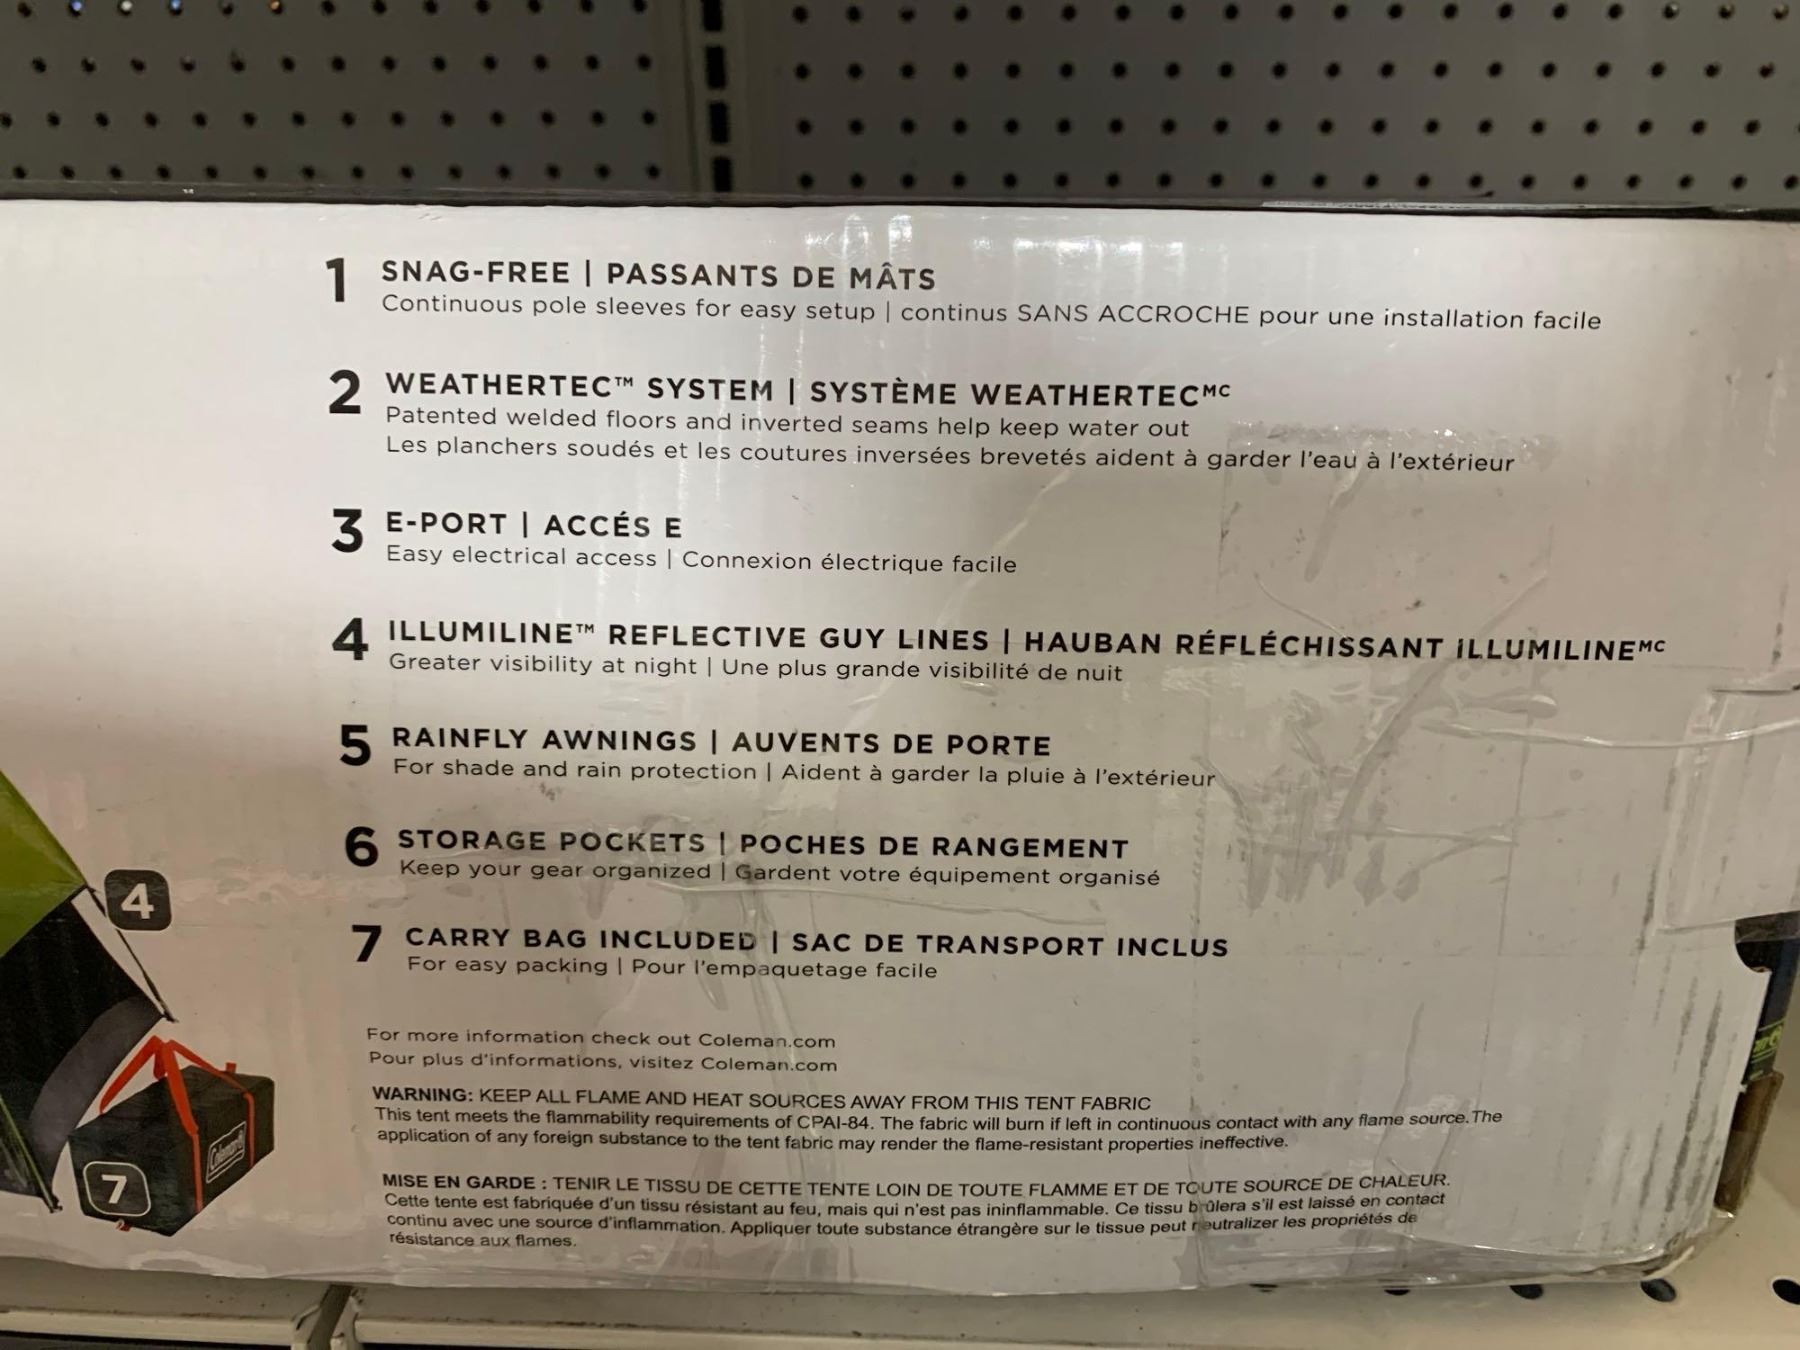 1 SNAG-FREE | PASSANTS DE MÂTS
Continuous pole sleeves for easy setup | continus SANS ACCROCHE pour une installation facile
2 WEATHERTEC™ SYSTEM | SYSTÈME WEATHERTECMC
Patented welded floors and inverted seams help keep water out
Les planchers soudés et les coutures inversées brevetés aident à garder l'eau à l'extérieur
3 E-PORT | ACCÉS E
Easy electrical access | Connexion électrique facile
4 ILLUMILINE™ REFLECTIVE GUY LINES | HAUBAN RÉFLÉCHISSANT ILLUMILINEMC
Greater visibility at night | Une plus grande visibilité de nuit
5 RAINFLY AWNINGS | AUVENTS DE PORTE
For shade and rain protection | Aident à garder la pluie à l'extérieur
6 STORAGE POCKETS | POCHES DE RANGEMENT
Keep your gear organized | Gardent votre équipement organisé
7 CARRY BAG INCLUDED | SAC DE TRANSPORT INCLUS
For easy packing | Pour l'empaquetage facile
4
7
Coleman
For more information check out Coleman.com
Pour plus d'informations, visitez Coleman.com
WARNING: KEEP ALL FLAME AND HEAT SOURCES AWAY FROM THIS TENT FABRIC
This tent meets the flammability requirements of CPAI-84. The fabric will burn if left in continuous contact with any flame source.The
application of any foreign substance to the tent fabric may render the flame-resistant properties ineffective.
MISE EN GARDE : TENIR LE TISSU DE CETTE TENTE LOIN DE TOUTE FLAMME ET DE TOUTE SOURCE DE CHALEUR.
Cette tente est fabriquée d'un tissu résistant au feu, mais qui n'est pas ininflammable. Ce tissu brûlera s'il est laissé en contact
continu avec une source d'inflammation. Appliquer toute substance étrangère sur le tissue peut neutralizer les propriétés de
résistance aux flames.